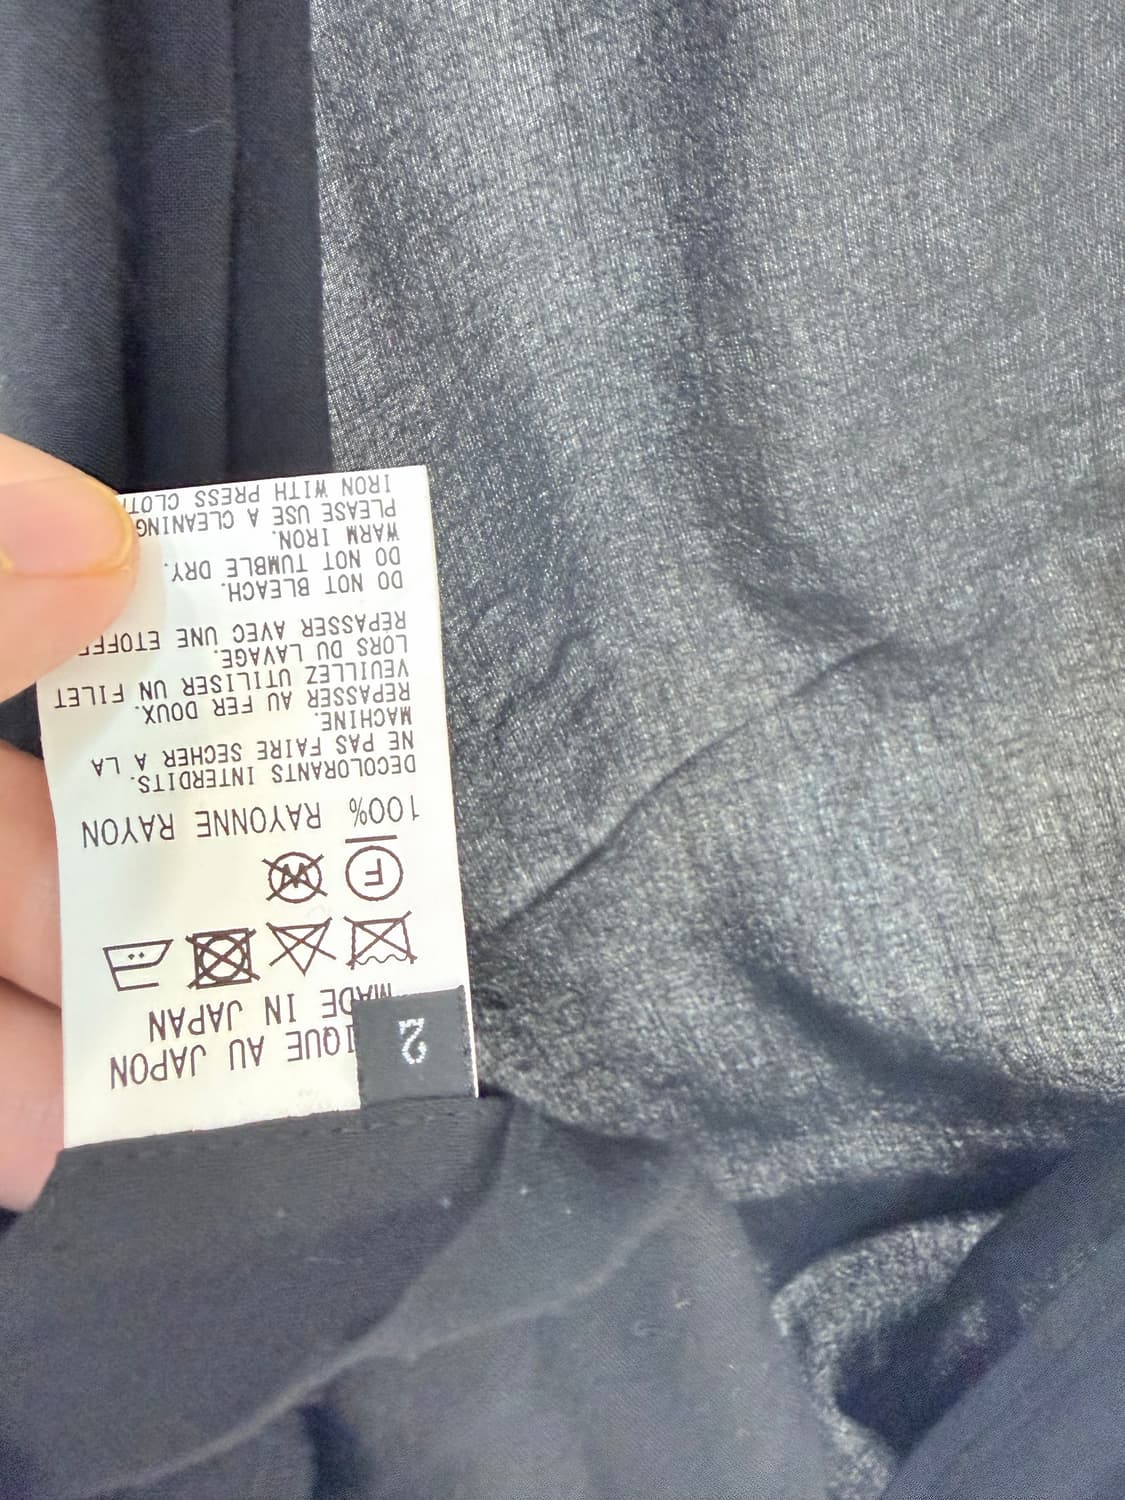 2
IQUE AU JAPON
MADE IN JAPAN
F
W
100% RAYONNE RAYON
DECOLORANTS INTERDITS.
NE PAS FAIRE SECHER A LA
MACHINE.
REPASSER AU FER DOUX.
VEUILLEZ UTILISER UN FILET
LORS DU LAVAGE.
REPASSER AVEC UNE ETOFFE
DO NOT BLEACH.
DO NOT TUMBLE DRY.
WARM IRON.
PLEASE USE A CLEANING
IRON WITH PRESS CLOTH